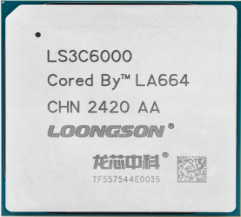 LS3C6000
Cored By™ LA664
CHN 2420 AA
LOONGSON®
龙芯中科®
TF557544E0035